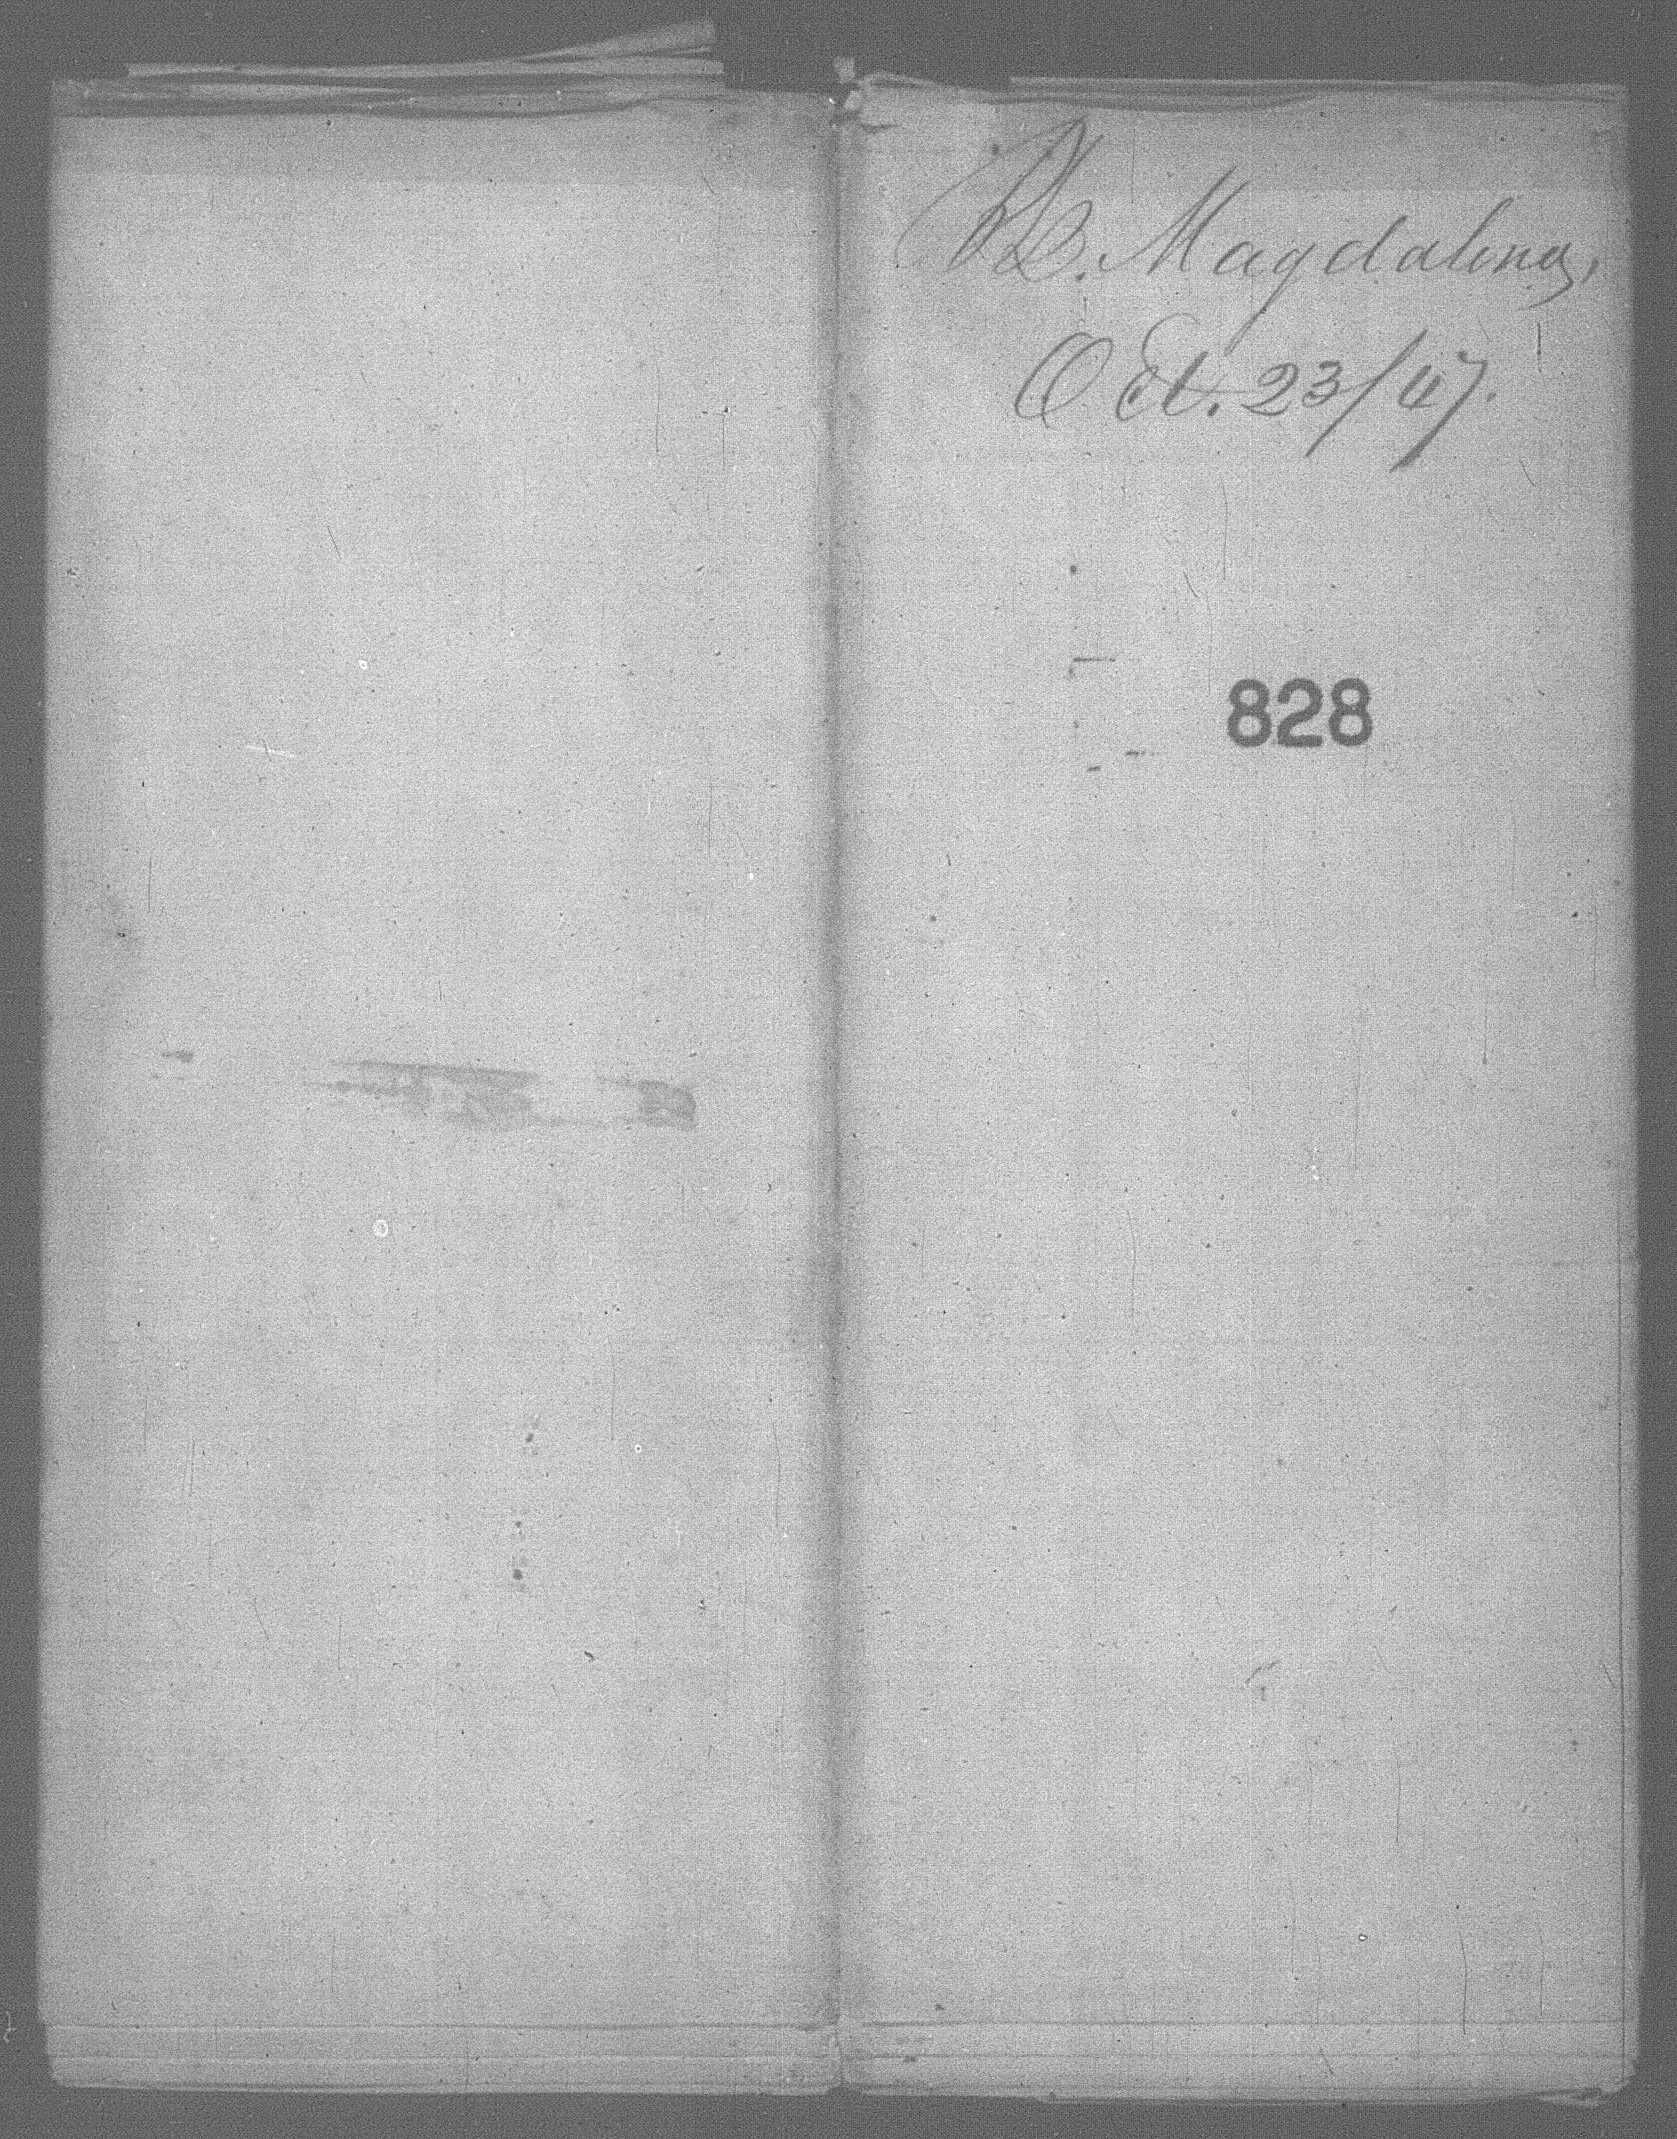 Magdalena,
Oct. 23/47.
828